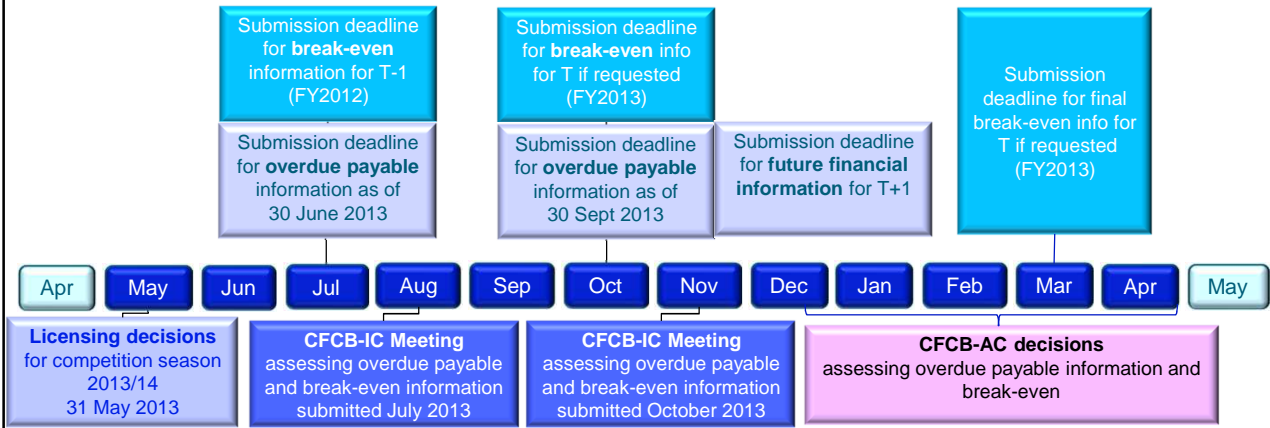 Submission deadline
for break-even
information for T-1
(FY2012)
Submission deadline
for break-even info
for T if requested
(FY2013)
Submission
deadline for final
break-even info for
T if requested
(FY2013)
Submission deadline
for overdue payable
information as of
30 June 2013
Submission deadline
for overdue payable
information as of
30 Sept 2013
Submission deadline
for future financial
information for T+1
Apr
May
Jun
Jul
Aug
Sep
Oct
Nov
Dec
Jan
Feb
Mar
Apr
May
Licensing decisions
for competition season
2013/14
31 May 2013
CFCB-IC Meeting
assessing overdue payable
and break-even information
submitted July 2013
CFCB-IC Meeting
assessing overdue payable
and break-even information
submitted October 2013
CFCB-AC decisions
assessing overdue payable information and
break-even